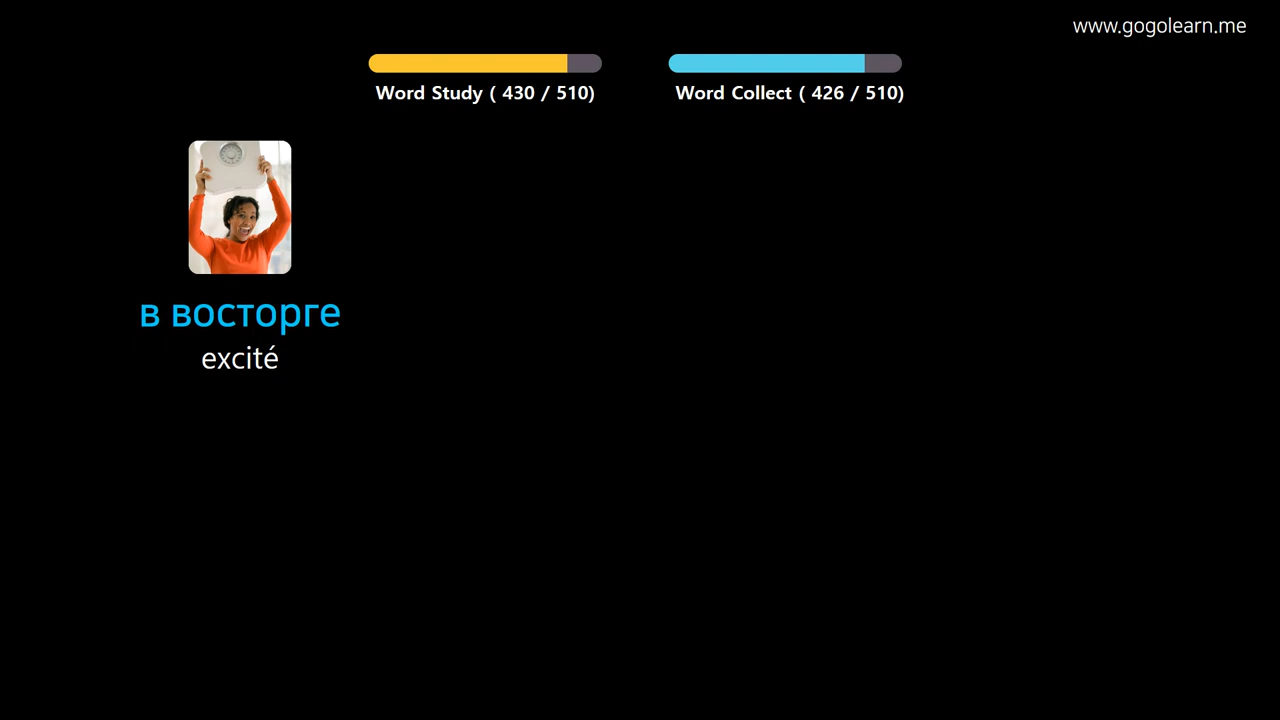 www.gogolearn.me
Word Study ( 430 / 510)
Word Collect ( 426 / 510)
в восторге
excité